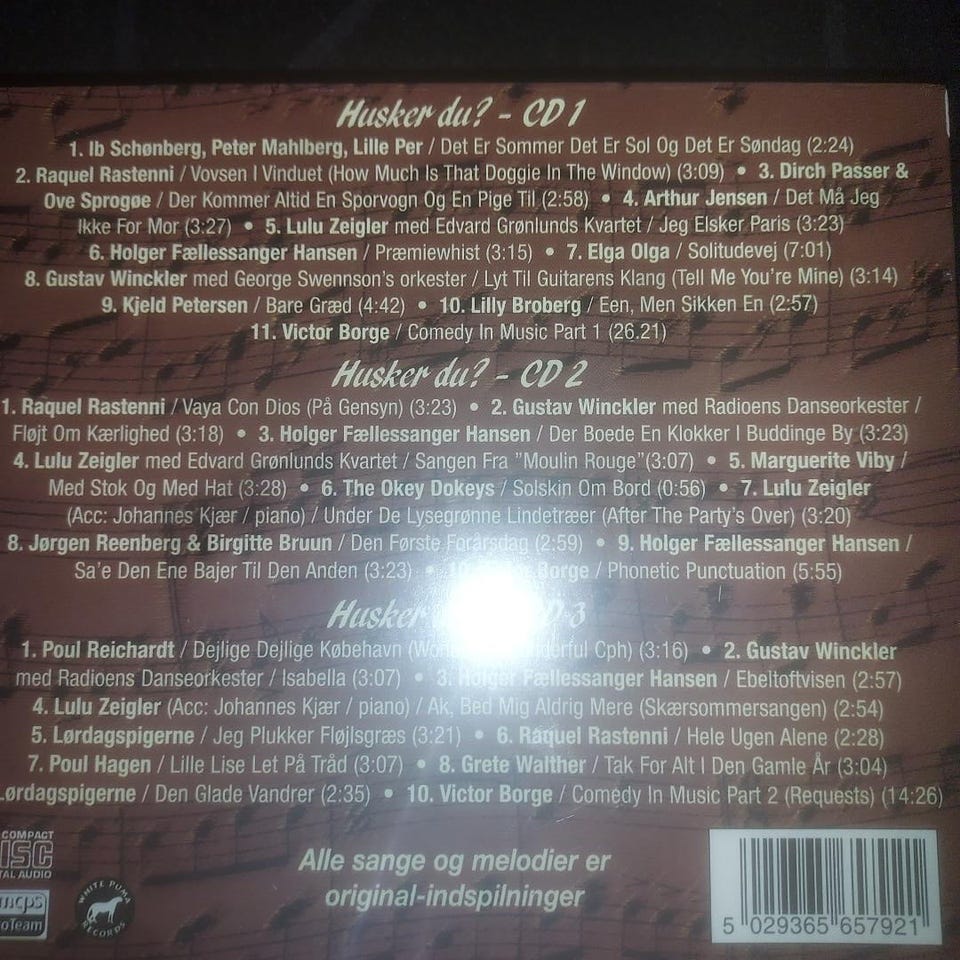 Husker du? - CD 1
1. Ib Schønberg, Peter Mahlberg, Lille Per / Det Er Sommer Det Er Sol Og Det Er Søndag (2:24)
2. Raquel Rastenni / Vovsen I Vinduet (How Much Is That Doggie In The Window) (3:09) • 3. Dirch Passer &
Ove Sprogøe / Der Kommer Altid En Sporvogn Og En Pige Til (2:58) • 4. Arthur Jensen / Det Må Jeg
Ikke For Mor (3:27) • 5. Lulu Zeigler med Edvard Grønlunds Kvartet / Jeg Elsker Paris (3:23)
6. Holger Fællessanger Hansen / Præmiewhist (3:15) • 7. Elga Olga / Solitudevej (7:01)
8. Gustav Winckler med George Swennson's orkester / Lyt Til Guitarens Klang (Tell Me You're Mine) (3:14)
9. Kjeld Petersen / Bare Græd (4:42) • 10. Lilly Broberg / Een, Men Sikken En (2:57)
11. Victor Borge / Comedy In Music Part 1 (26.21)
Husker du? - CD 2
1. Raquel Rastenni / Vaya Con Dios (På Gensyn) (3:23) • 2. Gustav Winckler med Radioens Danseorkester /
Fløjt Om Kærlighed (3:18) • 3. Holger Fællessanger Hansen / Der Boede En Klokker I Buddinge By (3:23)
4. Lulu Zeigler med Edvard Grønlunds Kvartet / Sangen Fra "Moulin Rouge"(3:07) • 5. Marguerite Viby /
Med Stok Og Med Hat (3:28) • 6. The Okey Dokeys / Solskin Om Bord (0:56) • 7. Lulu Zeigler
(Acc: Johannes Kjær / piano) / Under De Lysegrønne Lindetræer (After The Party's Over) (3:20)
8. Jørgen Reenberg & Birgitte Bruun / Den Første Forårsdag (2:59) • 9. Holger Fællessanger Hansen /
Sa'e Den Ene Bajer Til Den Anden (3:23) • 10. Borge / Phonetic Punctuation (5:55)
Husker CD 3
1. Poul Reichardt / Dejlige Dejlige Købehavn (Cph) (3:16) • 2. Gustav Winckler
med Radioens Danseorkester / Isabella (3:07) • 3. Holger Fællessanger Hansen / Ebeltoftvisen (2:57)
4. Lulu Zeigler (Acc: Johannes Kjær / piano) / Ak, Bed Mig Aldrig Mere (Skærsommersangen) (2:54)
5. Lørdagspigerne / Jeg Plukker Fløjlsgræs (3:21) • 6. Raquel Rastenni / Hele Ugen Alene (2:28)
7. Poul Hagen / Lille Lise Let På Tråd (3:07) • 8. Grete Walther / Tak For Alt I Den Gamle År (3:04)
Lørdagspigerne / Den Glade Vandrer (2:35) • 10. Victor Borge / Comedy In Music Part 2 (Requests) (14:26)
COMPACT
DISC
DIGITAL AUDIO
mcps
WHITE PUMA RECORDS
Alle sange og melodier er
original-indspilninger
5 029365 657921